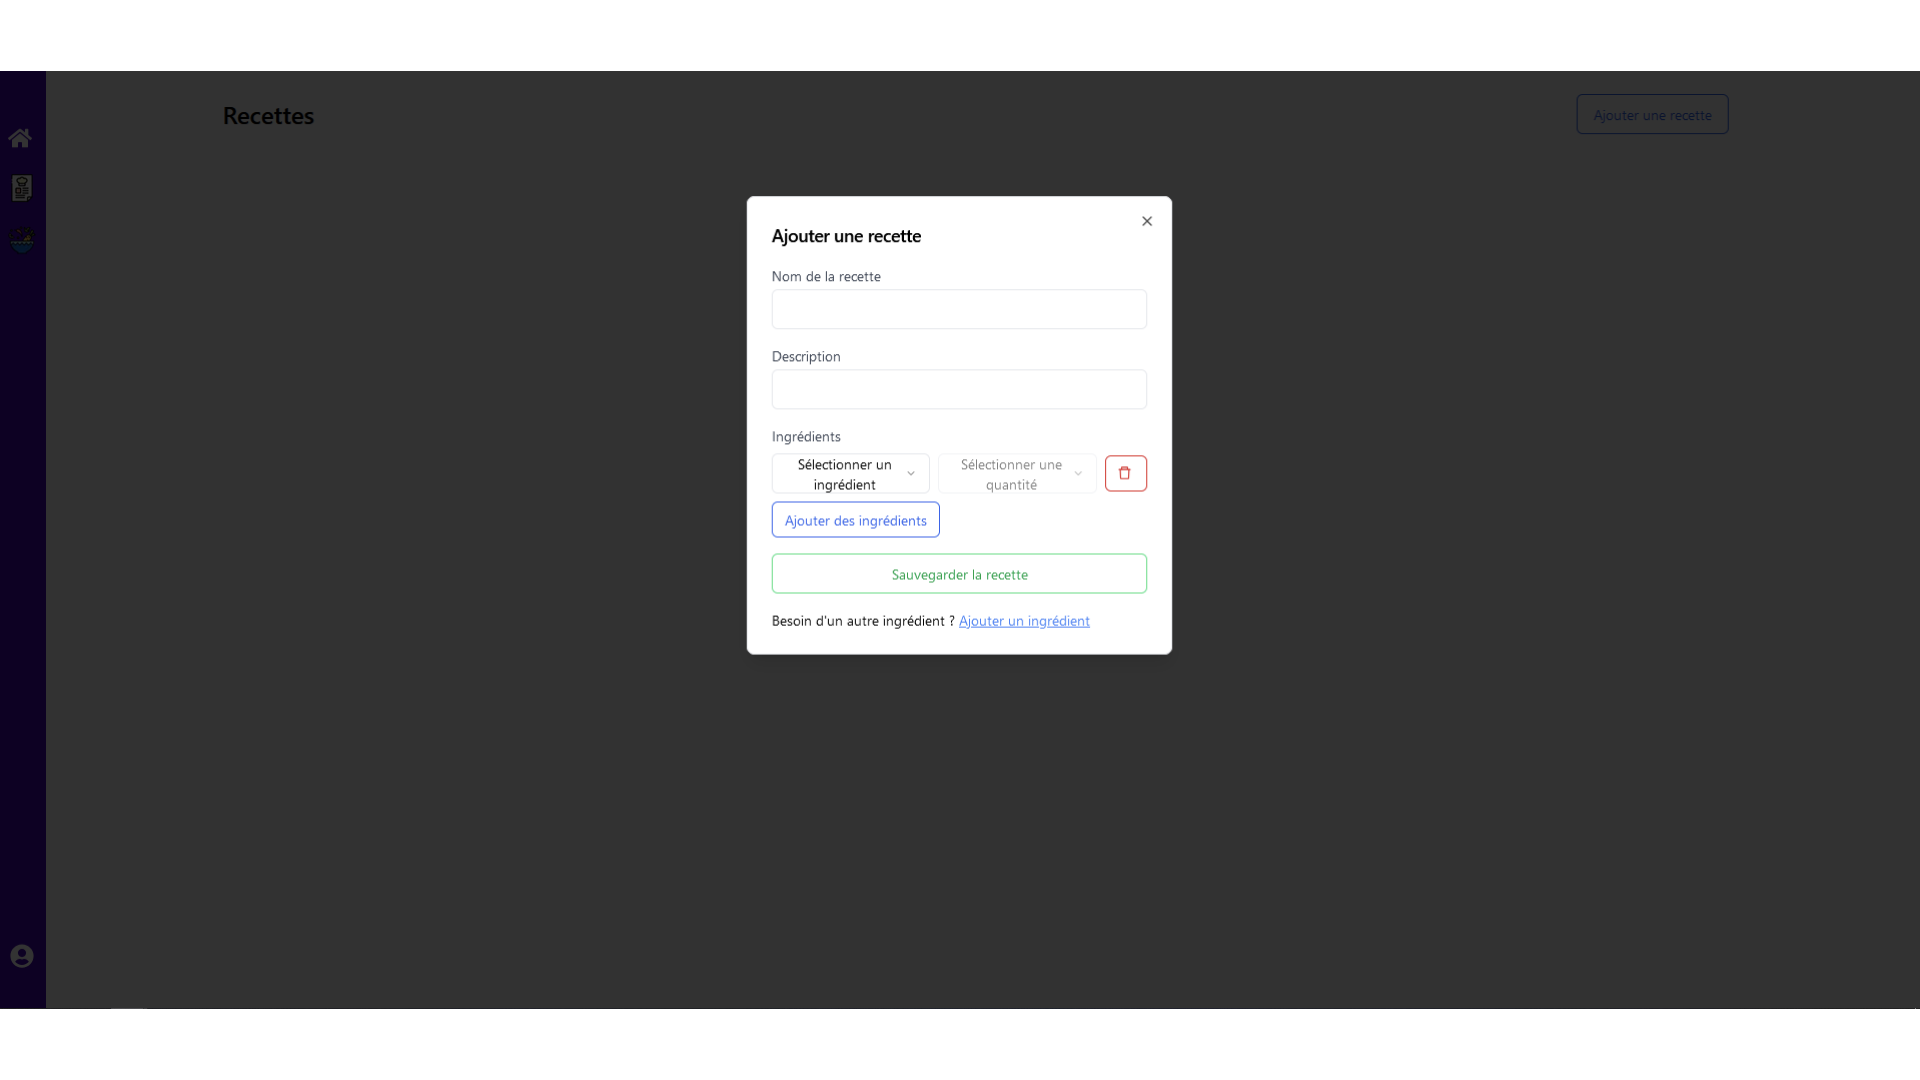 Recettes
Ajouter une recette
Ajouter une recette
Nom de la recette
Description
Ingrédients
Sélectionner un
ingrédient
Sélectionner une
quantité
Ajouter des ingrédients
Sauvegarder la recette
Besoin d'un autre ingrédient ? Ajouter un ingrédient